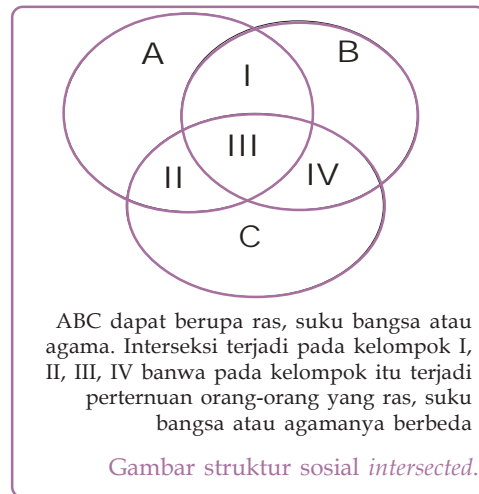 A
B
I
III
II
IV
C
ABC dapat berupa ras, suku bangsa atau
agama. Interseksi terjadi pada kelompok I,
II, III, IV banwa pada kelompok itu terjadi
perternuan orang-orang yang ras, suku
bangsa atau agamanya berbeda
Gambar struktur sosial intersected.